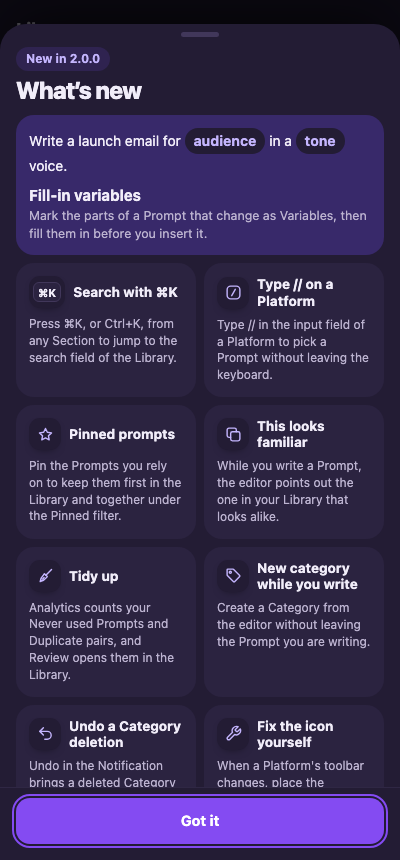 New in 2.0.0
What's new
Write a launch email for audience in a tone
voice.
Fill-in variables
Mark the parts of a Prompt that change as Variables, then
fill them in before you insert it.
⌘K Search with ⌘K
Press ⌘K, or Ctrl+K, from
any Section to jump to the
search field of the Library.
Type // on a
Platform
Type // in the input field of
a Platform to pick a
Prompt without leaving the
keyboard.
Pinned prompts
Pin the Prompts you rely
on to keep them first in the
Library and together under
the Pinned filter.
This looks
familiar
While you write a Prompt,
the editor points out the
one in your Library that
looks alike.
Tidy up
Analytics counts your
Never used Prompts and
Duplicate pairs, and
Review opens them in the
Library.
New category
while you write
Create a Category from
the editor without leaving
the Prompt you are writing.
Undo a Category
deletion
Undo in the Notification
brings a deleted Category
Fix the icon
yourself
When a Platform's toolbar
changes, place the
Got it